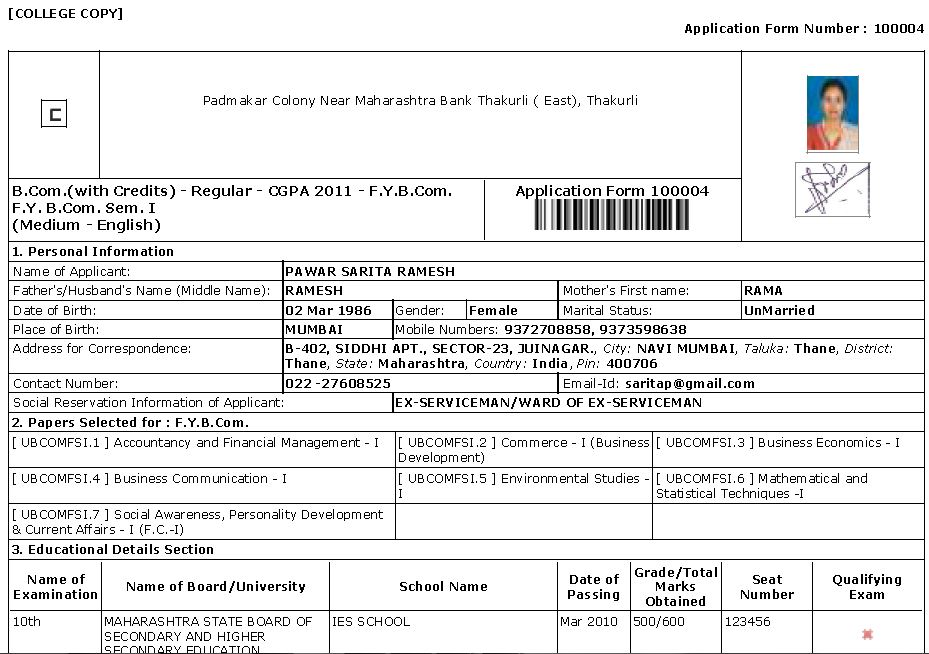 [COLLEGE COPY]
Application Form Number : 100004
C
Padmakar Colony Near Maharashtra Bank Thakurli ( East), Thakurli
B.Com.(with Credits) - Regular - CGPA 2011 - F.Y.B.Com.
F.Y. B.Com. Sem. I
(Medium - English)
Application Form 100004
1. Personal Information
Name of Applicant: PAWAR SARITA RAMESH
Father's/Husband's Name (Middle Name): RAMESH Mother's First name: RAMA
Date of Birth: 02 Mar 1986 Gender: Female Marital Status: UnMarried
Place of Birth: MUMBAI Mobile Numbers: 9372708858, 9373598638
Address for Correspondence: B-402, SIDDHI APT., SECTOR-23, JUINAGAR., City: NAVI MUMBAI, Taluka: Thane, District:
Thane, State: Maharashtra, Country: India, Pin: 400706
Contact Number: 022 -27608525 Email-Id: saritap@gmail.com
Social Reservation Information of Applicant: EX-SERVICEMAN/WARD OF EX-SERVICEMAN
2. Papers Selected for : F.Y.B.Com.
[ UBCOMFSI.1 ] Accountancy and Financial Management - I
[ UBCOMFSI.2 ] Commerce - I (Business
Development)
[ UBCOMFSI.3 ] Business Economics - I
[ UBCOMFSI.4 ] Business Communication - I
[ UBCOMFSI.5 ] Environmental Studies -
I
[ UBCOMFSI.6 ] Mathematical and
Statistical Techniques -I
[ UBCOMFSI.7 ] Social Awareness, Personality Development
& Current Affairs - I (F.C.-I)
3. Educational Details Section
Name of
Examination
Name of Board/University
School Name
Date of
Passing
Grade/Total
Marks
Obtained
Seat
Number
Qualifying
Exam
10th
MAHARASHTRA STATE BOARD OF
SECONDARY AND HIGHER
SECONDARY EDUCATION
IES SCHOOL
Mar 2010
500/600
123456